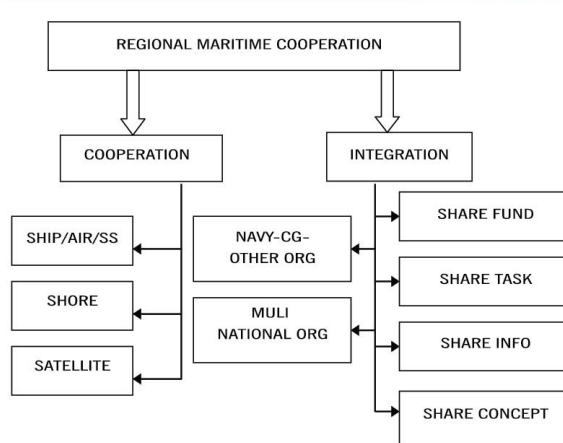 REGIONAL MARITIME COOPERATION
COOPERATION
INTEGRATION
SHIP/AIR/SS
SHORE
SATELLITE
NAVY-CG-
OTHER ORG
MULI
NATIONAL ORG
SHARE FUND
SHARE TASK
SHARE INFO
SHARE CONCEPT